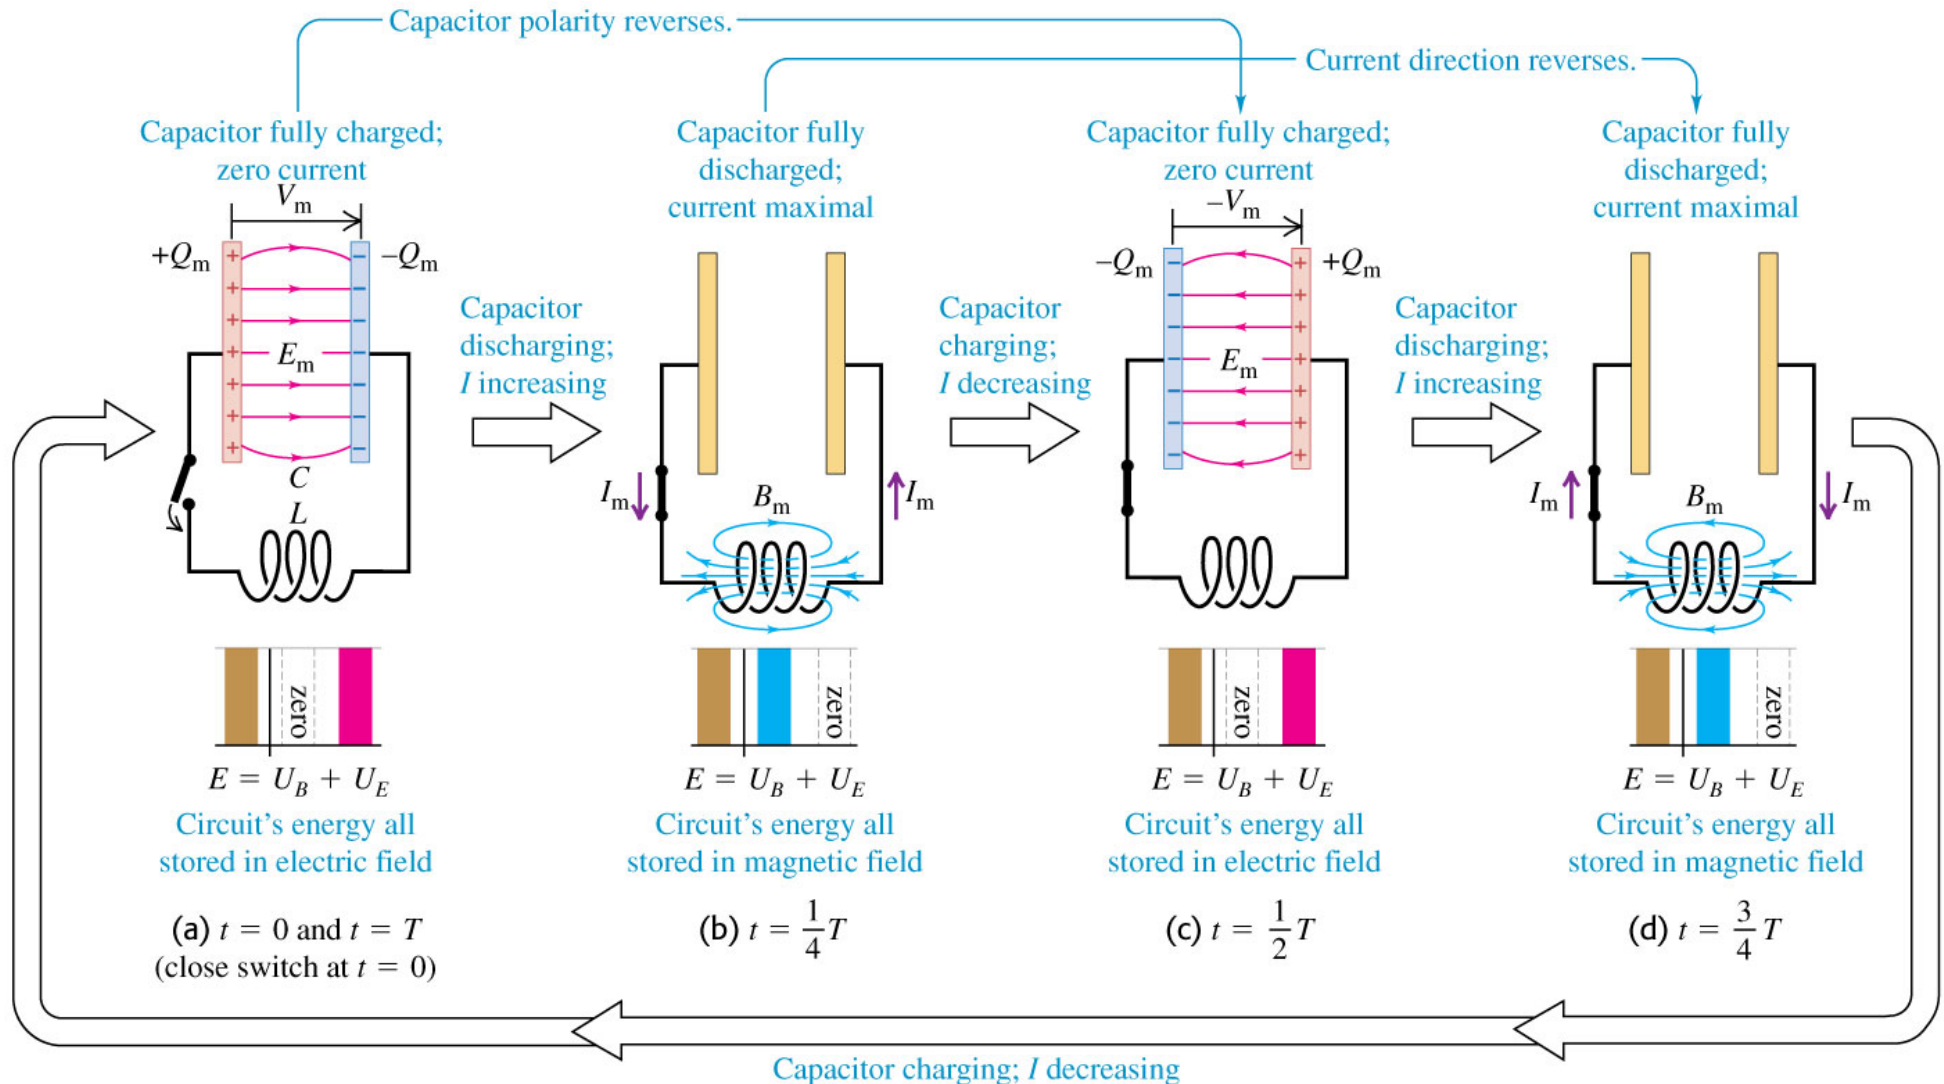 Capacitor polarity reverses.
Current direction reverses.
Capacitor fully charged;
zero current
V_m
+Q_m
–Q_m
E_m
C
L
Capacitor
discharging;
I increasing
Capacitor fully
discharged;
current maximal
I_m
I_m
B_m
Capacitor
charging;
I decreasing
Capacitor fully charged;
zero current
–V_m
–Q_m
+Q_m
E_m
Capacitor
discharging;
I increasing
Capacitor fully
discharged;
current maximal
I_m
I_m
B_m
zero
E = U_B + U_E
Circuit's energy all
stored in electric field
(a) t = 0 and t = T
(close switch at t = 0)
zero
E = U_B + U_E
Circuit's energy all
stored in magnetic field
(b) t = 1/4 T
zero
E = U_B + U_E
Circuit's energy all
stored in electric field
(c) t = 1/2 T
zero
E = U_B + U_E
Circuit's energy all
stored in magnetic field
(d) t = 3/4 T
Capacitor charging; I decreasing